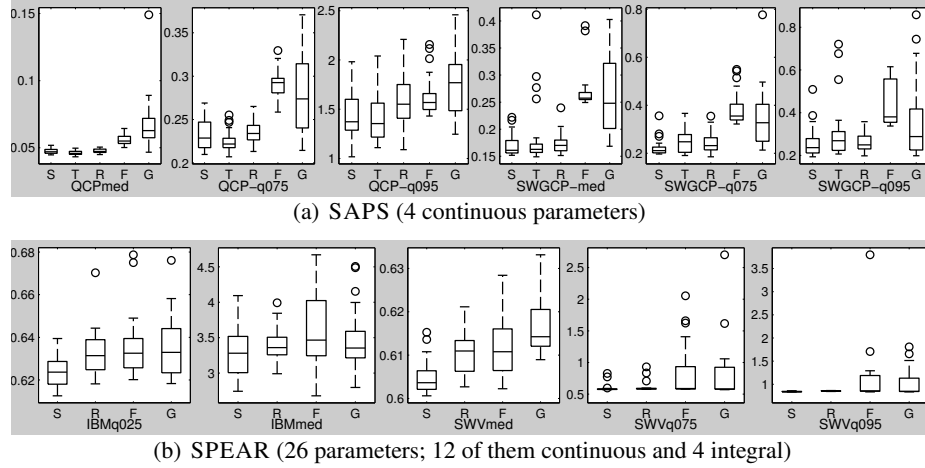 0.15 0.1 0.05
S T R F G
QCPmed
0.35 0.3 0.25 0.2
S T R F G
QCP-q075
2.5 2 1.5 1
S T R F G
QCP-q095
0.4 0.35 0.3 0.25 0.2 0.15
S T R F G
SWGCP-med
0.8 0.6 0.4 0.2
S T R F G
SWGCP-q075
0.8 0.6 0.4 0.2
S T R F G
SWGCP-q095
(a) SAPS (4 continuous parameters)
0.68 0.66 0.64 0.62
S R F G
IBMq025
4.5 4 3.5 3
S R F G
IBMmed
0.63 0.62 0.61 0.6
S R F G
SWVmed
2.5 2 1.5 1 0.5
S R F G
SWVq075
3.5 3 2.5 2 1.5 1
S R F G
SWVq095
(b) SPEAR (26 parameters; 12 of them continuous and 4 integral)